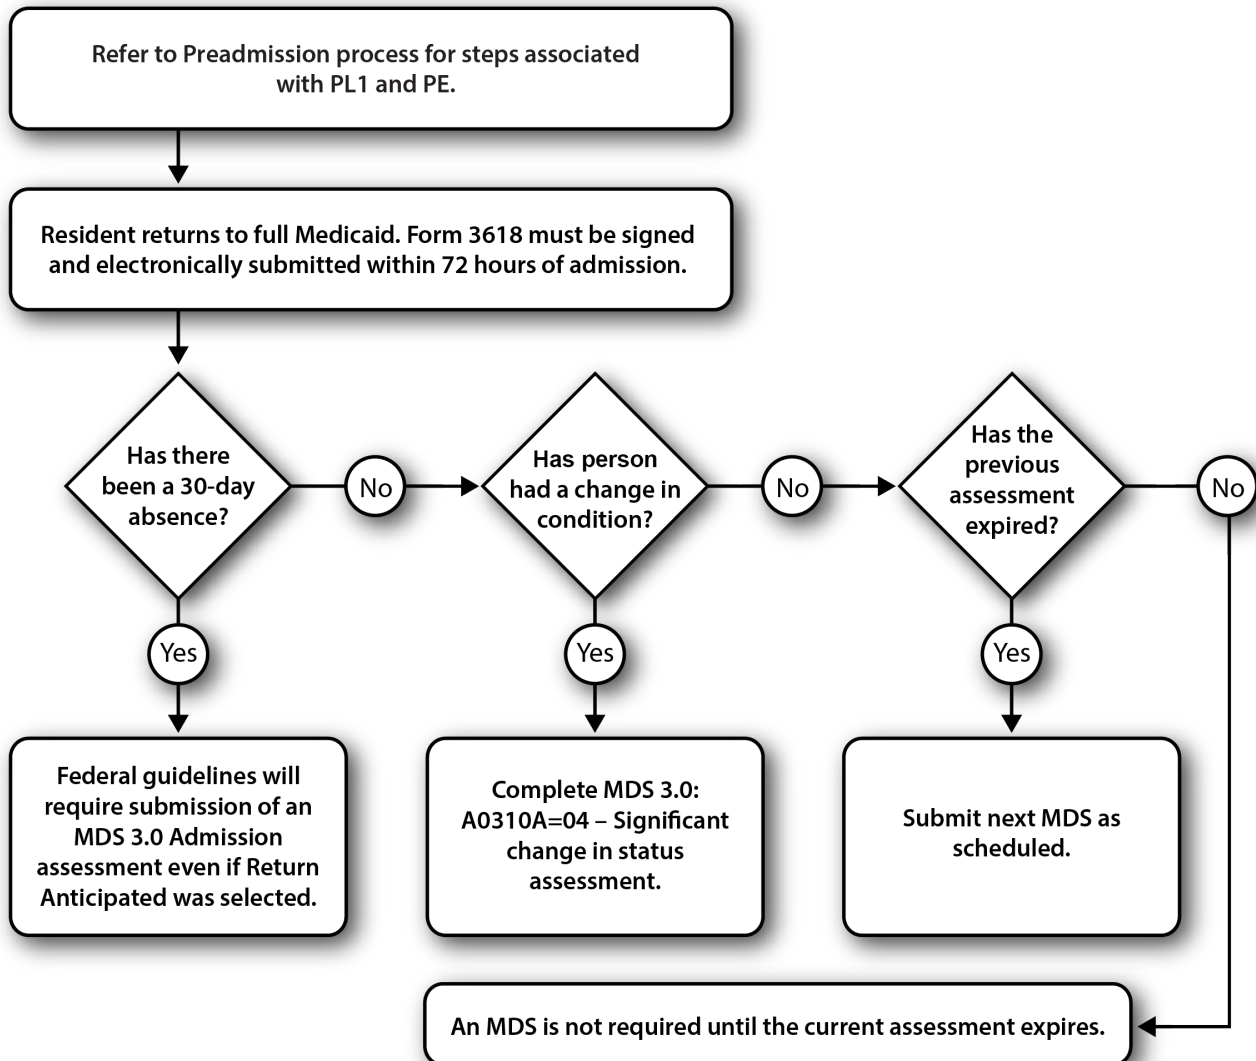 Refer to Preadmission process for steps associated
with PL1 and PE.
Resident returns to full Medicaid. Form 3618 must be signed
and electronically submitted within 72 hours of admission.
Has there
been a 30-day
absence?
No
Has person
had a change in
condition?
No
Has the
previous
assessment
expired?
No
Yes
Yes
Yes
Federal guidelines will
require submission of an
MDS 3.0 Admission
assessment even if Return
Anticipated was selected.
Complete MDS 3.0:
A0310A=04 – Significant
change in status
assessment.
Submit next MDS as
scheduled.
An MDS is not required until the current assessment expires.